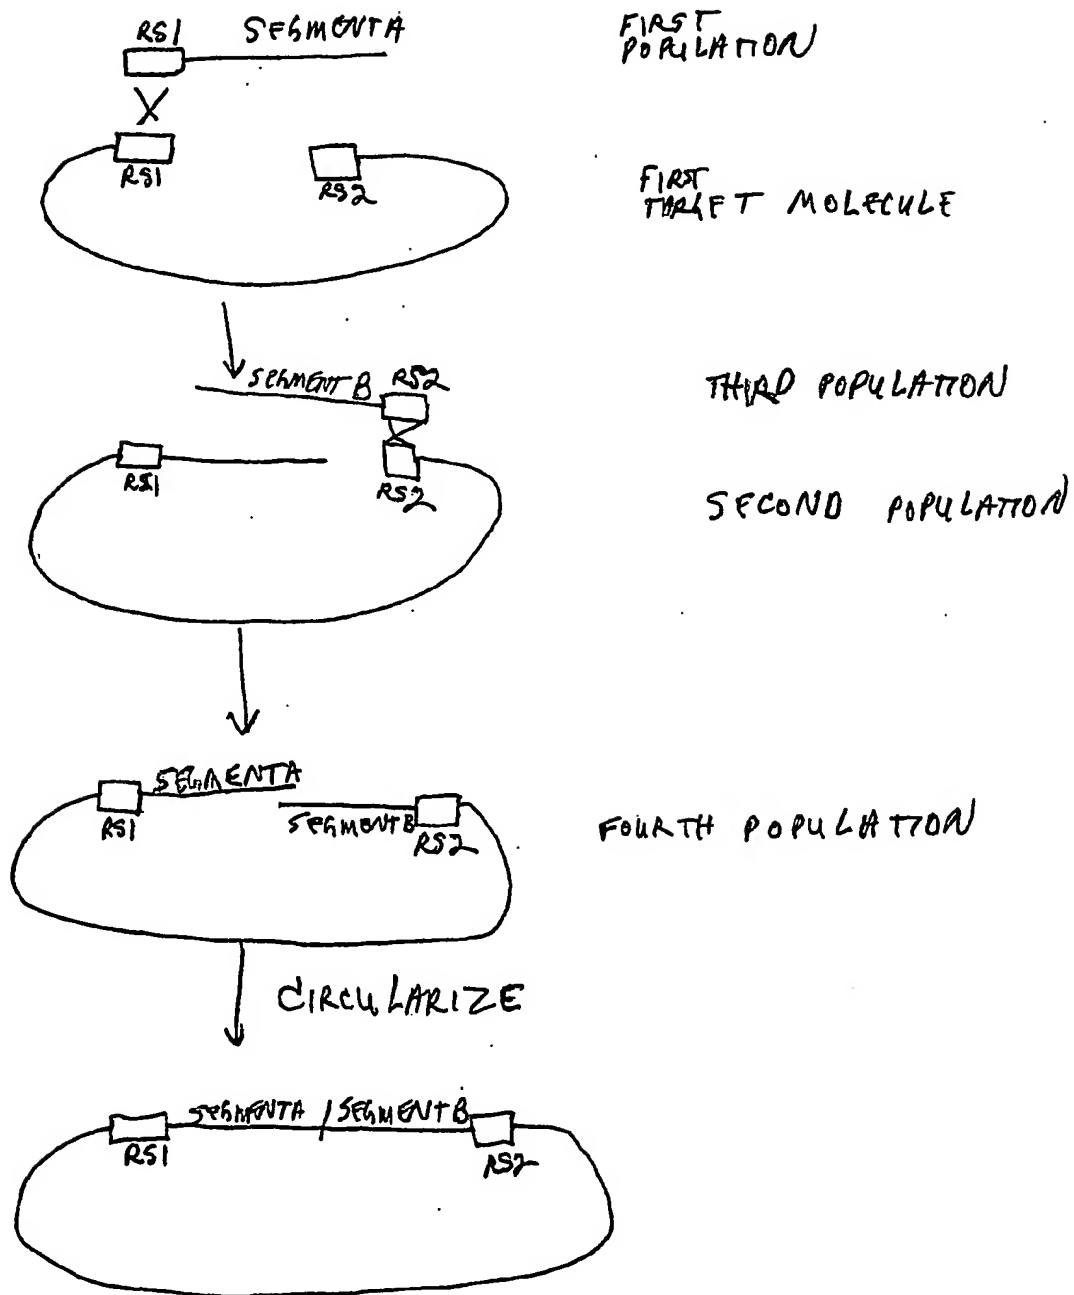 RS1 SEGMENTA
FIRST
POPULATION
RS1
RS2
FIRST
TARGET MOLECULE
SEGMENT B RS2
THIRD POPULATION
RS1
RS2
SECOND POPULATION
SEGMENTA
RS1
SEGMENTB
RS2
FOURTH POPULATION
CIRCULARIZE
SEGMENTA / SEGMENTB
RS1
RS2